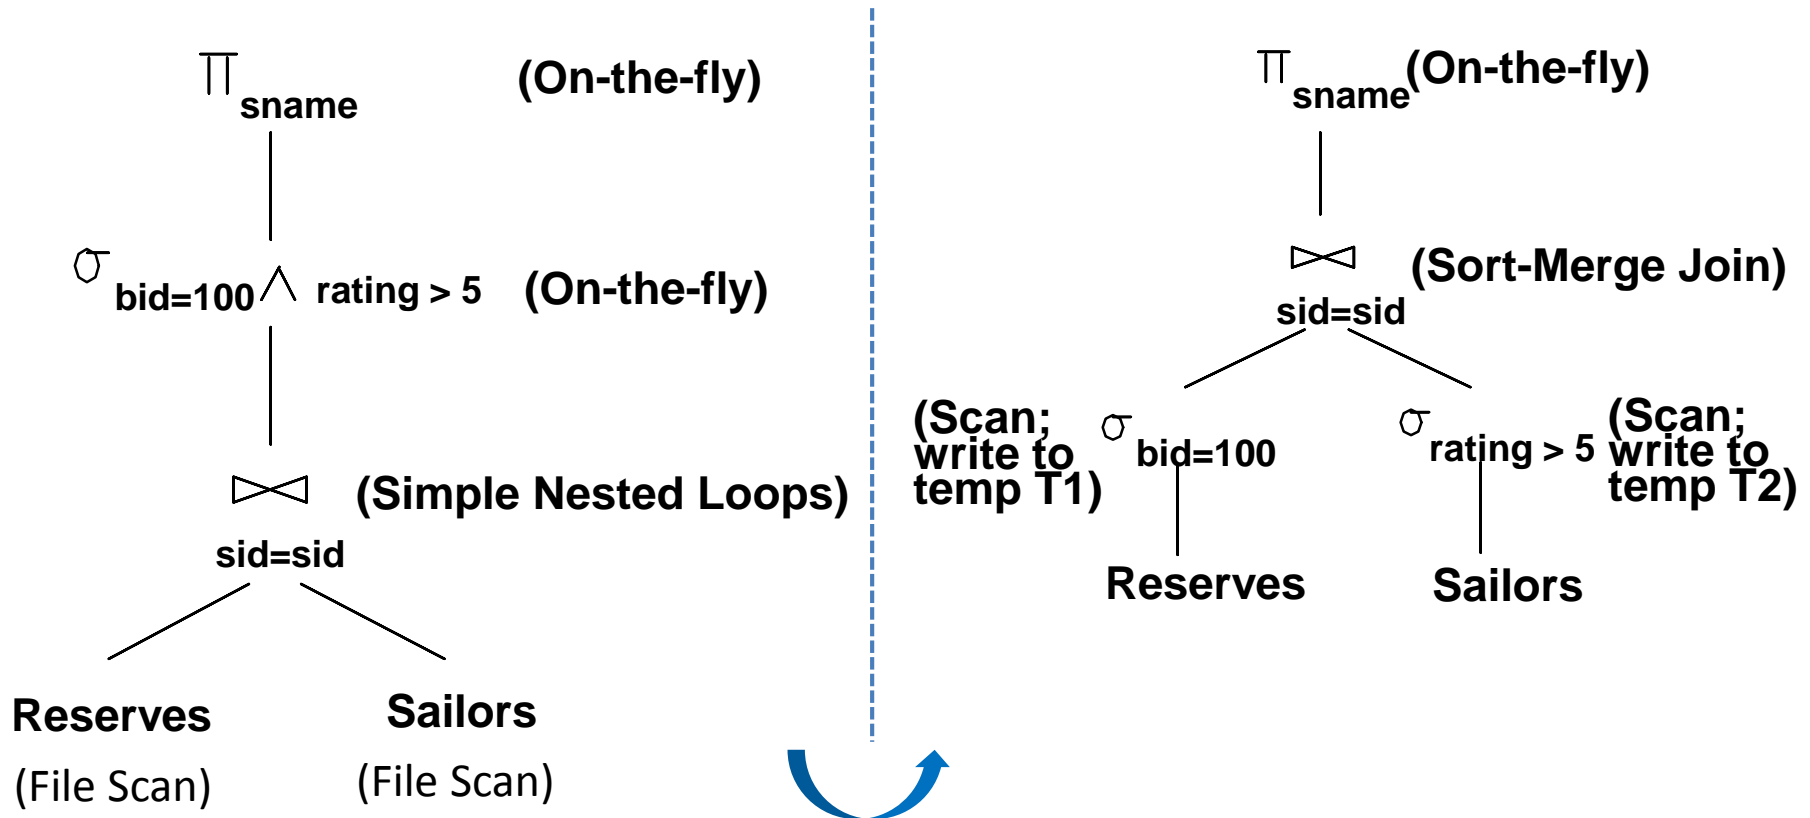 π sname (On-the-fly)
σ bid=100 ∧ rating > 5 (On-the-fly)
⋈ (Simple Nested Loops)
sid=sid
Reserves Sailors
(File Scan) (File Scan)
π sname (On-the-fly)
⋈ (Sort-Merge Join)
sid=sid
(Scan;
write to
temp T1)
σ bid=100
σ rating > 5
(Scan;
write to
temp T2)
Reserves Sailors